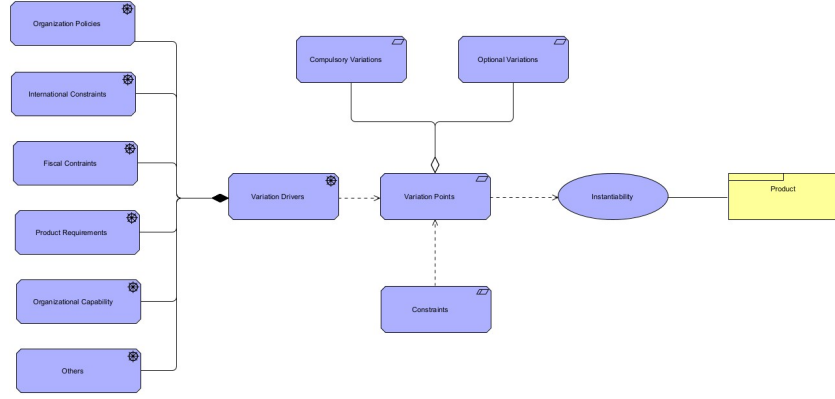 Organization Policies
International Constraints
Fiscal Contraints
Product Requirements
Organizational Capability
Others
Variation Drivers
Compulsory Variations
Optional Variations
Variation Points
Constraints
Instantiability
Product